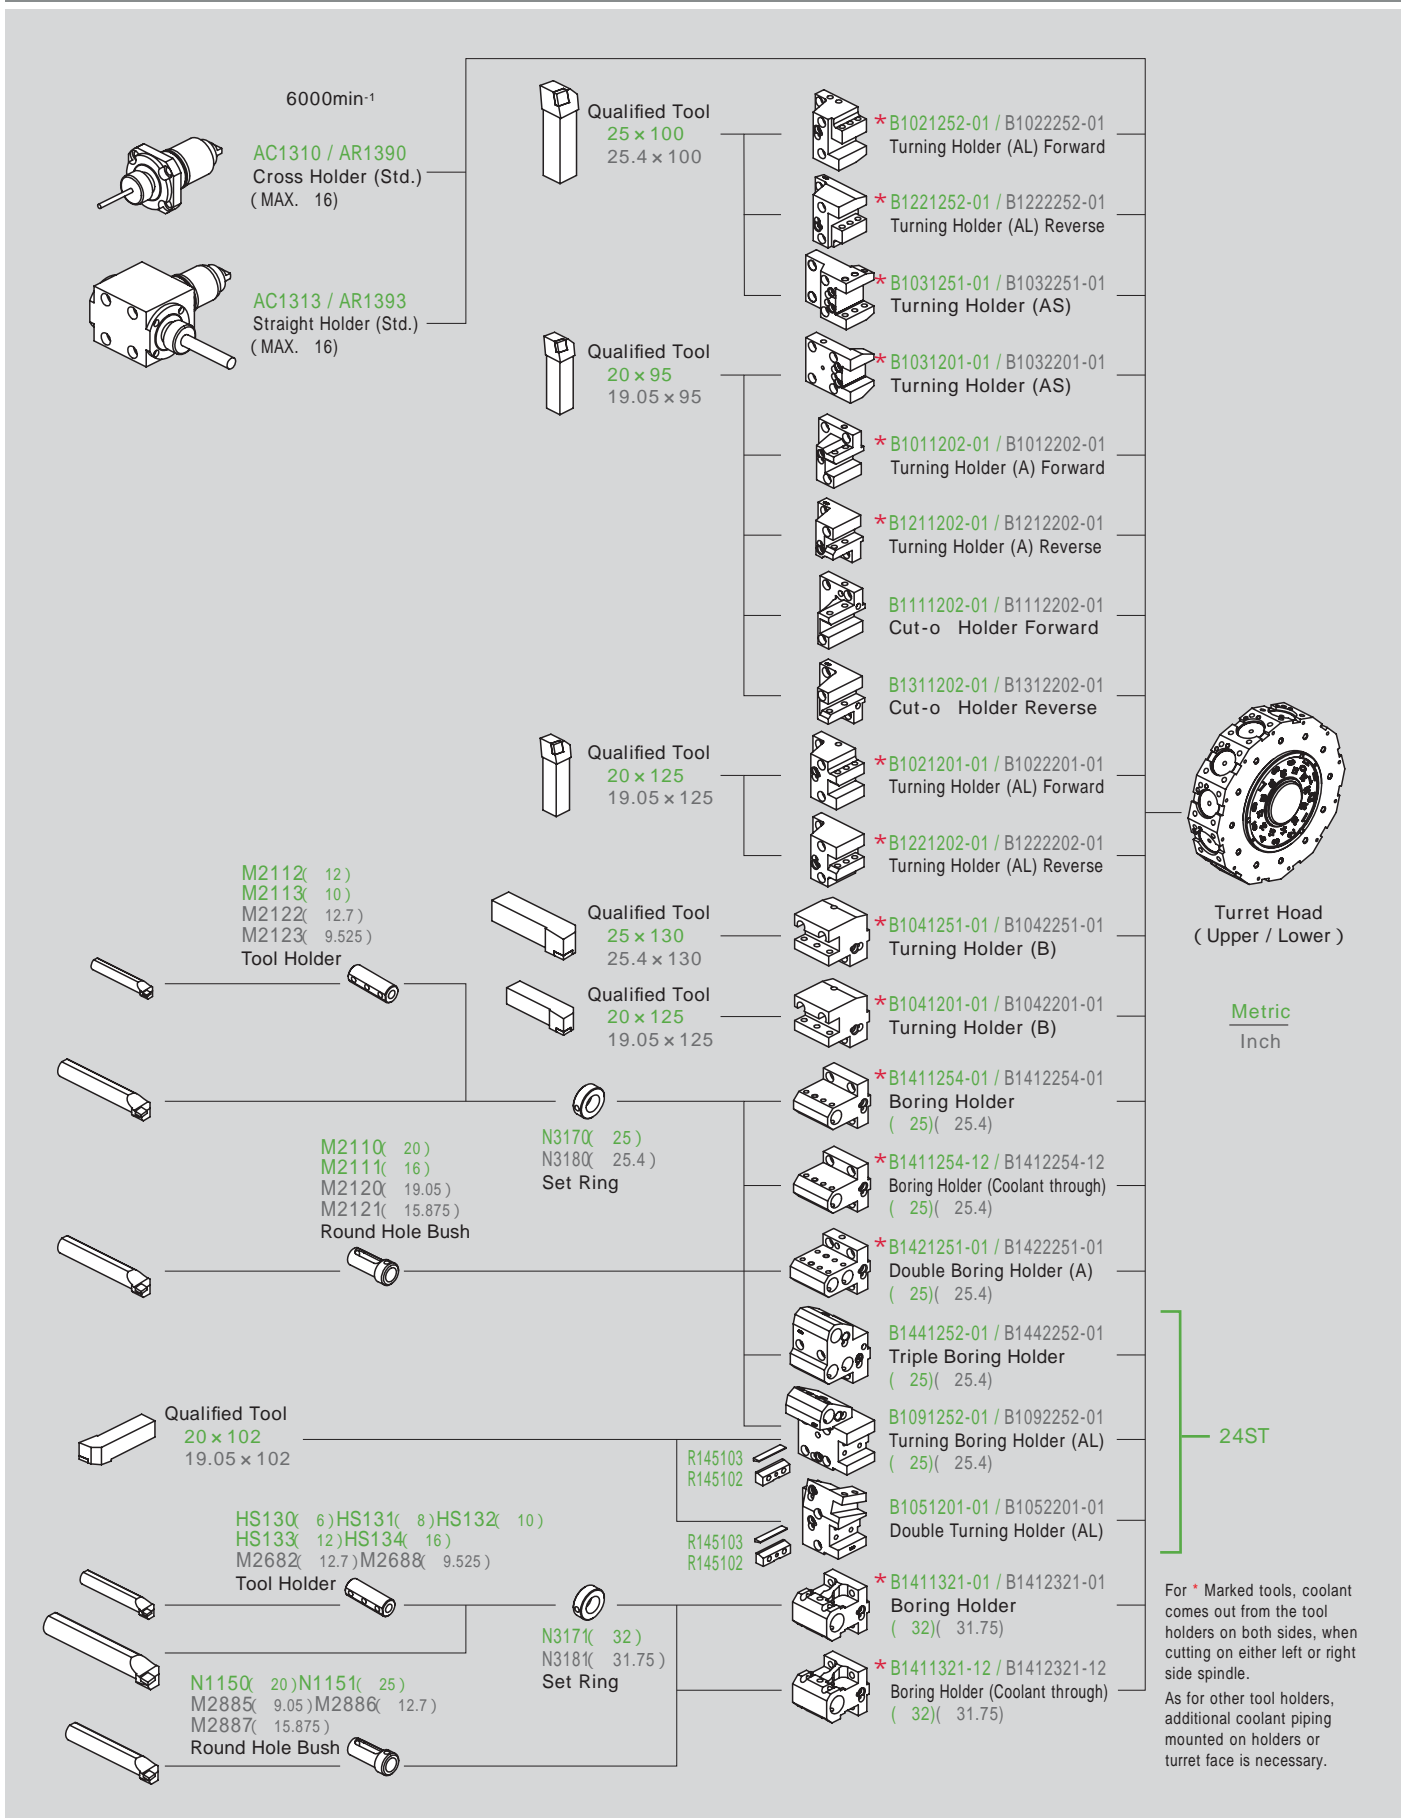 6000min-1
AC1310 / AR1390
Cross Holder (Std.)
( MAX. 16)
AC1313 / AR1393
Straight Holder (Std.)
( MAX. 16)
Qualified Tool
25 × 100
25.4 × 100
*B1021252-01 / B1022252-01
Turning Holder (AL) Forward
*B1221252-01 / B1222252-01
Turning Holder (AL) Reverse
*B1031251-01 / B1032251-01
Turning Holder (AS)
Qualified Tool
20 × 95
19.05 × 95
*B1031201-01 / B1032201-01
Turning Holder (AS)
*B1011202-01 / B1012202-01
Turning Holder (A) Forward
*B1211202-01 / B1212202-01
Turning Holder (A) Reverse
B1111202-01 / B1112202-01
Cut-o Holder Forward
B1311202-01 / B1312202-01
Cut-o Holder Reverse
Qualified Tool
20 × 125
19.05 × 125
*B1021201-01 / B1022201-01
Turning Holder (AL) Forward
*B1221202-01 / B1222202-01
Turning Holder (AL) Reverse
Turret Hoad
( Upper / Lower )
Metric
Inch
M2112( 12 )
M2113( 10 )
M2122( 12.7 )
M2123( 9.525 )
Tool Holder
Qualified Tool
25 × 130
25.4 × 130
*B1041251-01 / B1042251-01
Turning Holder (B)
Qualified Tool
20 × 125
19.05 × 125
*B1041201-01 / B1042201-01
Turning Holder (B)
N3170( 25 )
N3180( 25.4 )
Set Ring
M2110( 20 )
M2111( 16 )
M2120( 19.05 )
M2121( 15.875 )
Round Hole Bush
*B1411254-01 / B1412254-01
Boring Holder
( 25)( 25.4)
*B1411254-12 / B1412254-12
Boring Holder (Coolant through)
( 25)( 25.4)
*B1421251-01 / B1422251-01
Double Boring Holder (A)
( 25)( 25.4)
B1441252-01 / B1442252-01
Triple Boring Holder
( 25)( 25.4)
Qualified Tool
20 × 102
19.05 × 102
R145103
R145102
B1091252-01 / B1092252-01
Turning Boring Holder (AL)
( 25)( 25.4)
24ST
R145103
R145102
B1051201-01 / B1052201-01
Double Turning Holder (AL)
HS130( 6 )HS131( 8 )HS132( 10 )
HS133( 12 )HS134( 16 )
M2682( 12.7 )M2688( 9.525 )
Tool Holder
N3171( 32 )
N3181( 31.75 )
Set Ring
*B1411321-01 / B1412321-01
Boring Holder
( 32)( 31.75)
N1150( 20 )N1151( 25 )
M2885( 9.05 )M2886( 12.7 )
M2887( 15.875 )
Round Hole Bush
*B1411321-12 / B1412321-12
Boring Holder (Coolant through)
( 32)( 31.75)
For * Marked tools, coolant
comes out from the tool
holders on both sides, when
cutting on either left or right
side spindle.
As for other tool holders,
additional coolant piping
mounted on holders or
turret face is necessary.